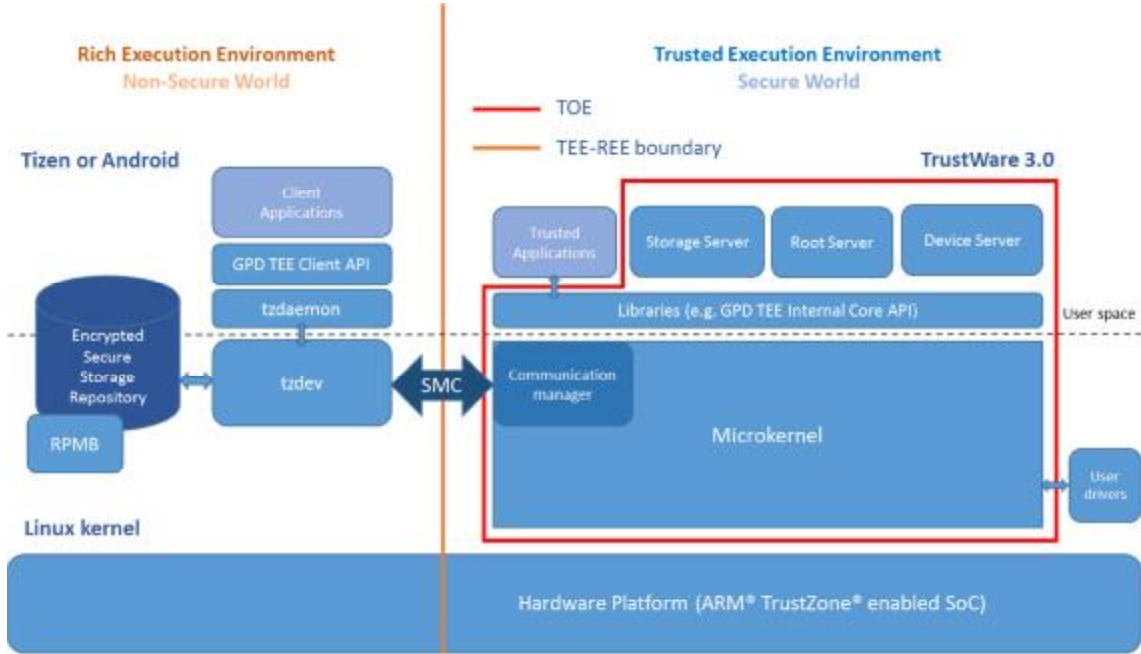 Rich Execution Environment
Non-Secure World
Trusted Execution Environment
Secure World
TOE
TEE-REE boundary
Tizen or Android
TrustWare 3.0
Client
Applications
GPD TEE Client API
tzdaemon
Trusted
Applications
Storage Server
Root Server
Device Server
Libraries (e.g. GPD TEE Internal Core API)
User space
Encrypted
Secure
Storage
Repository
RPMB
tzdev
SMC
Communication
manager
Microkernel
User
drivers
Linux kernel
Hardware Platform (ARM® TrustZone® enabled SoC)